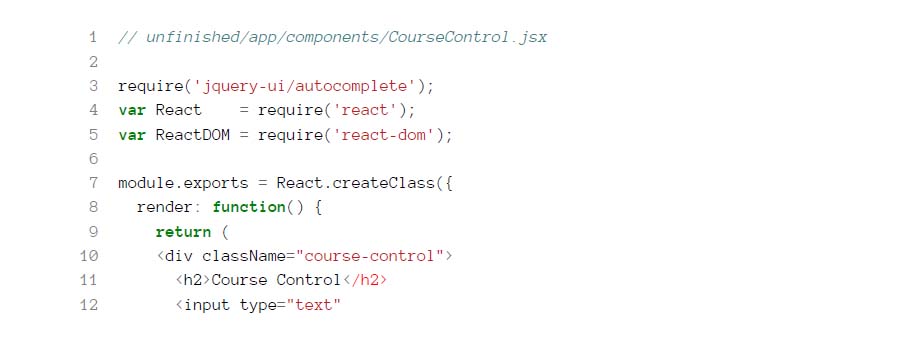 1 // unfinished/app/components/CourseControl.jsx
2
3 require('jquery-ui/autocomplete');
4 var React    = require('react');
5 var ReactDOM = require('react-dom');
6
7 module.exports = React.createClass({
8   render: function() {
9     return (
10     <div className="course-control">
11       <h2>Course Control</h2>
12       <input type="text"